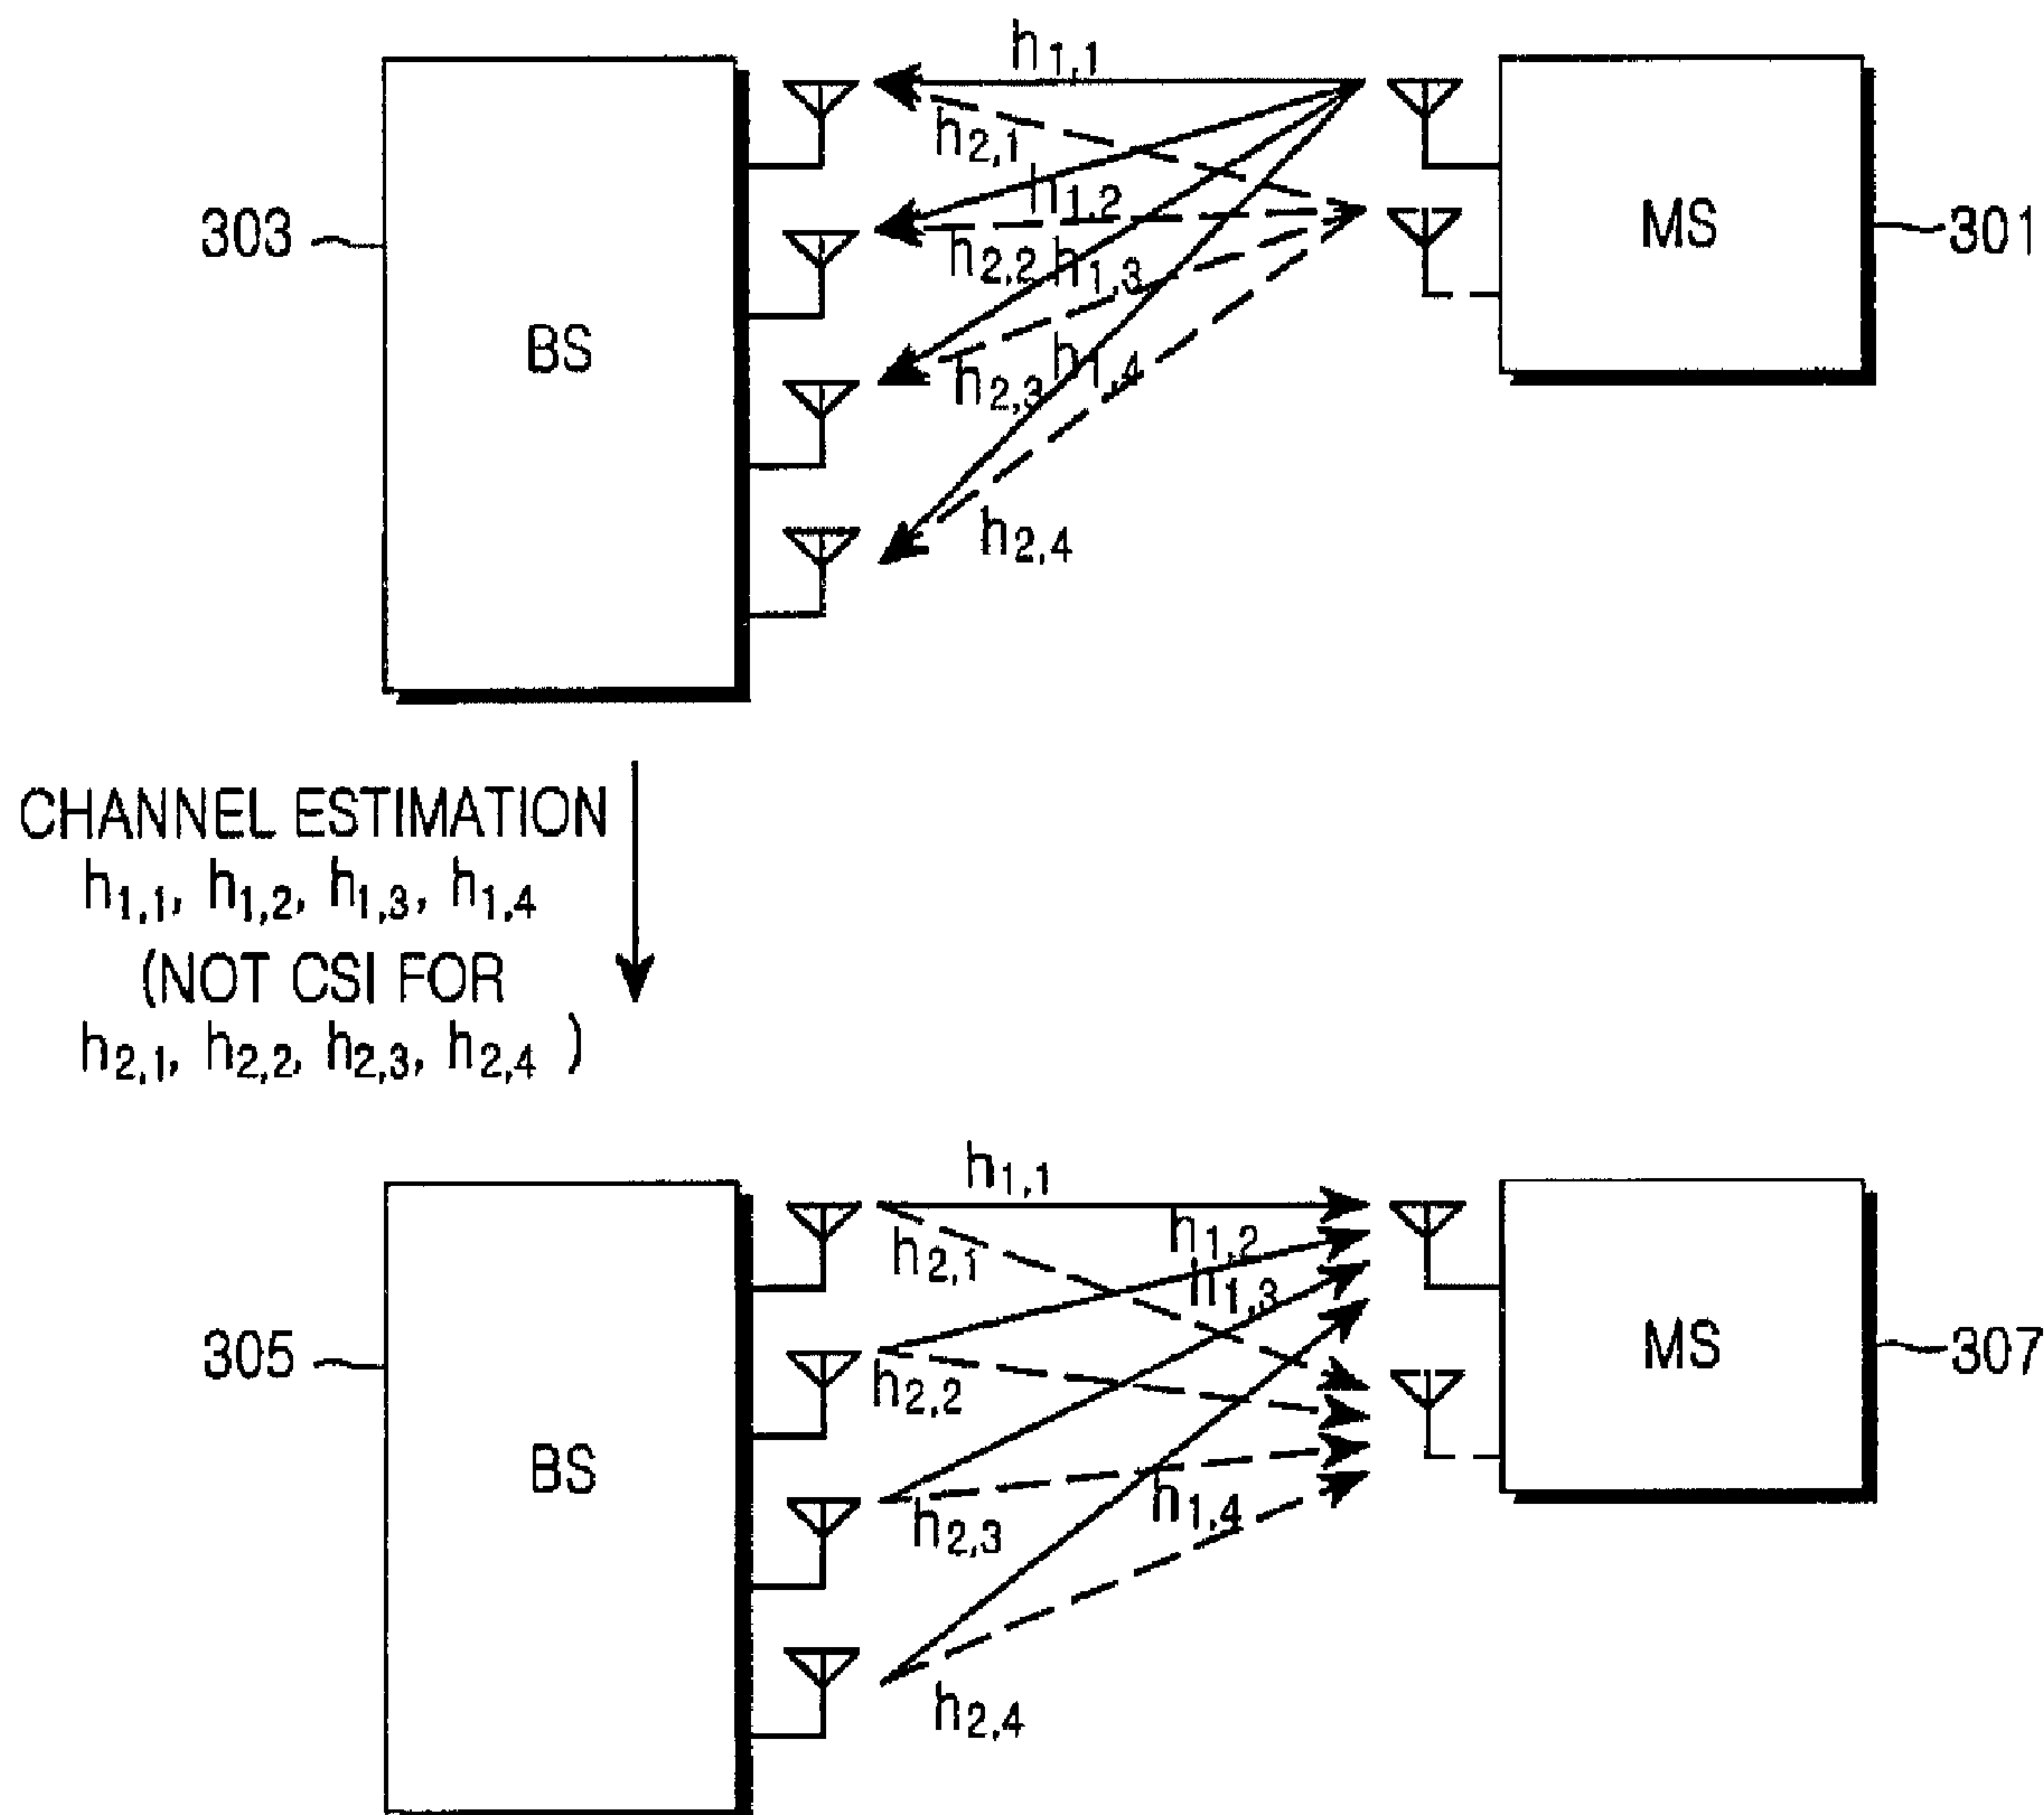 h1,1
h2,1
h1,2
303
MS
301
h2,2 h1,3
BS
h2,3 h1,4
h2,4
CHANNEL ESTIMATION
h1,1, h1,2, h1,3, h1,4
(NOT CSI FOR
h2,1, h2,2, h2,3, h2,4 )
h1,1
h1,2
h2,1
h1,3
305
MS
307
h2,2
BS
h1,4
h2,3
h2,4